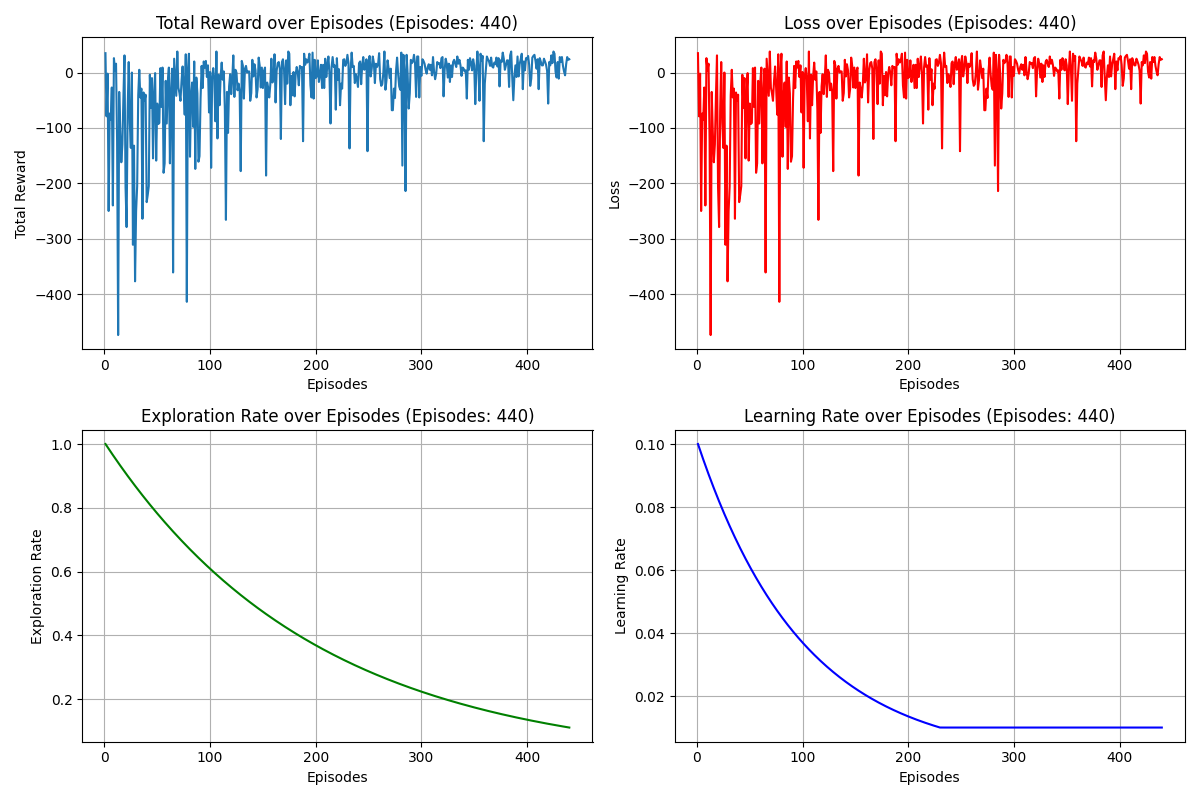 Total Reward over Episodes (Episodes: 440)
Total Reward
0
−100
−200
−300
−400
0 100 200 300 400
Episodes
Loss over Episodes (Episodes: 440)
Loss
0
−100
−200
−300
−400
0 100 200 300 400
Episodes
Exploration Rate over Episodes (Episodes: 440)
Exploration Rate
1.0
0.8
0.6
0.4
0.2
0 100 200 300 400
Episodes
Learning Rate over Episodes (Episodes: 440)
Learning Rate
0.10
0.08
0.06
0.04
0.02
0 100 200 300 400
Episodes